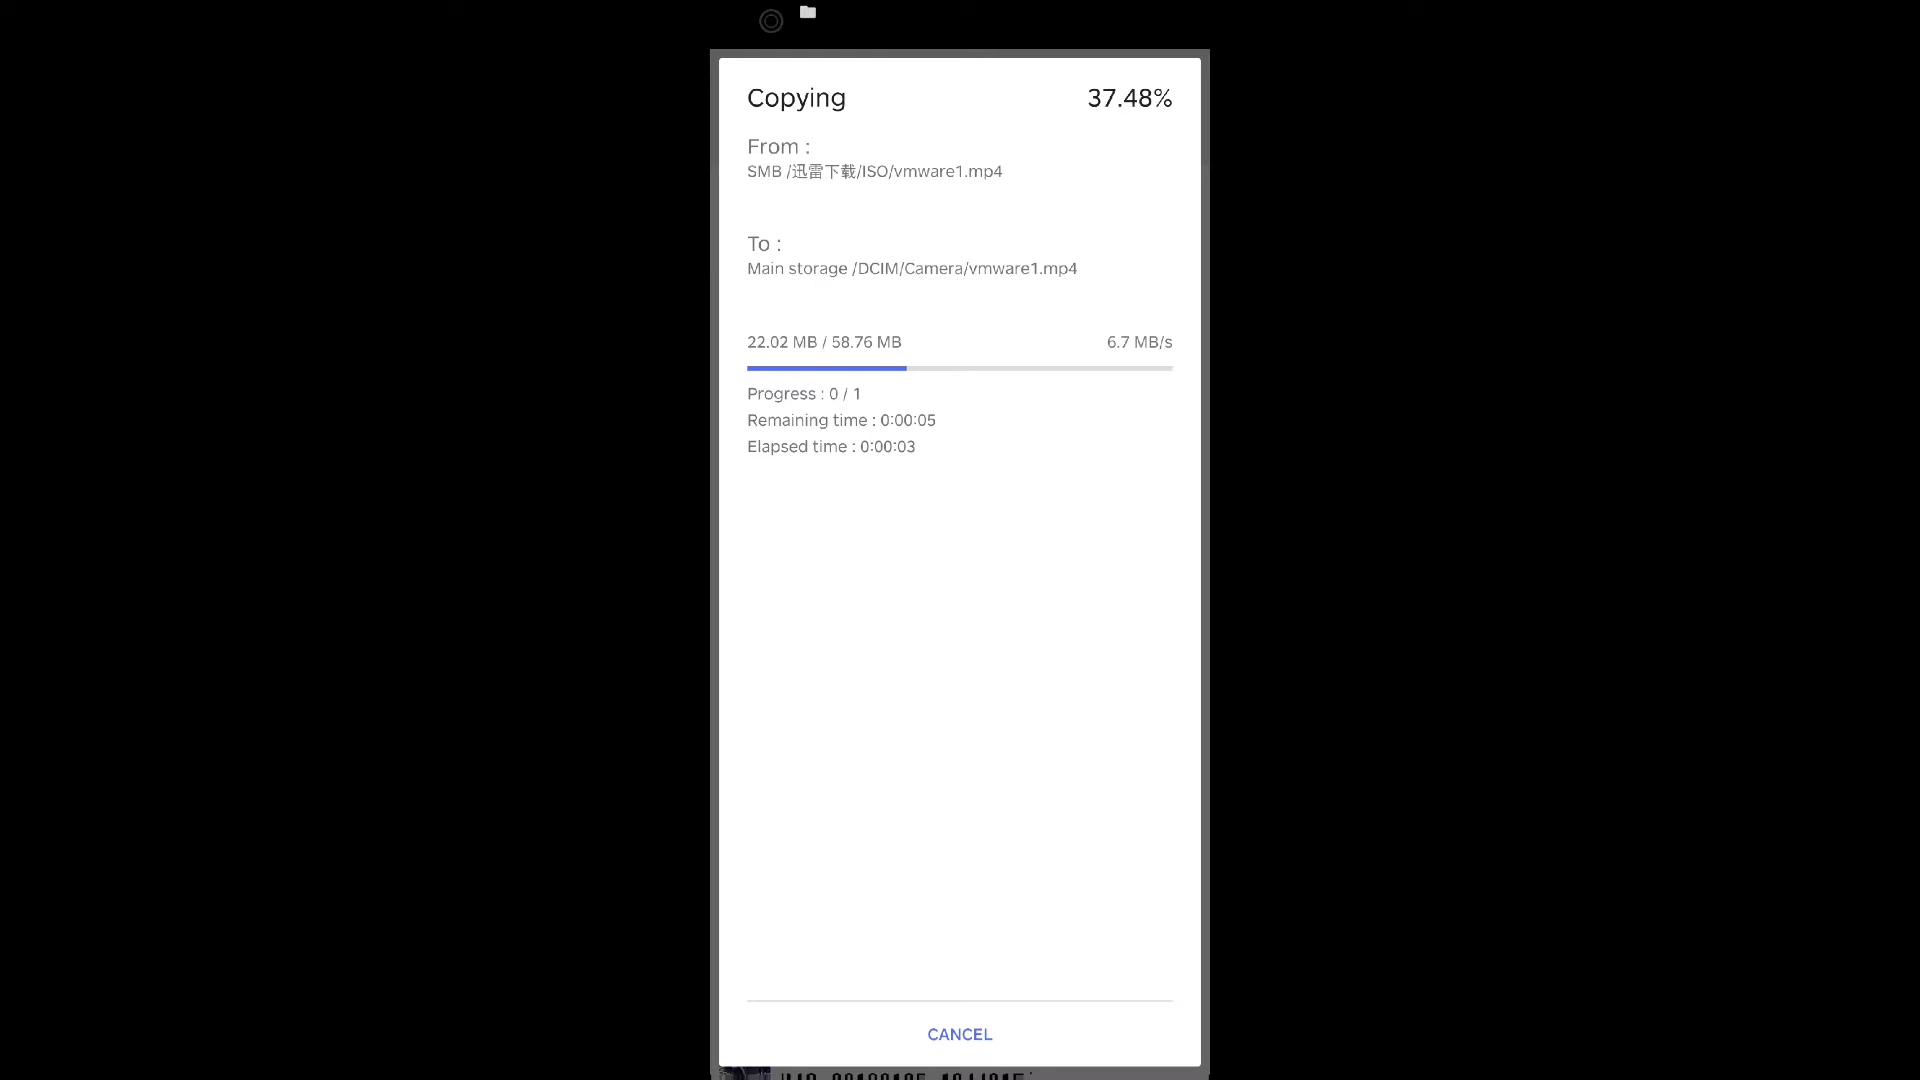 Copying 37.48%
From :
SMB /迅雷下载/ISO/vmware1.mp4
To :
Main storage /DCIM/Camera/vmware1.mp4
22.02 MB / 58.76 MB 6.7 MB/s
Progress : 0 / 1
Remaining time : 0:00:05
Elapsed time : 0:00:03
CANCEL